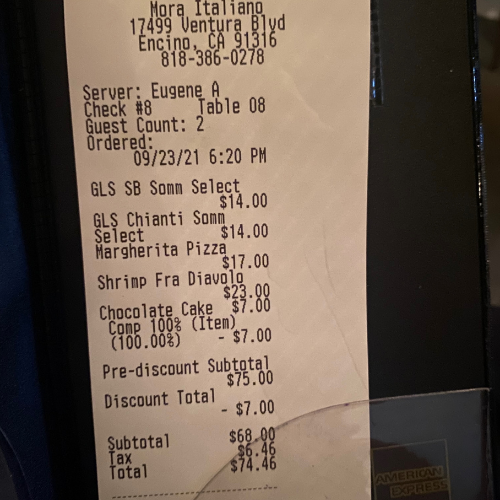 Mora Italiano
17499 Ventura Blvd
Encino, CA 91316
818-386-0278
Server: Eugene A
Check #8 Table 08
Guest Count: 2
Ordered:
09/23/21 6:20 PM
GLS SB Somm Select
$14.00
GLS Chianti Somm
Select $14.00
Margherita Pizza
$17.00
Shrimp Fra Diavolo
$23.00
Chocolate Cake $7.00
Comp 100% (Item)
(100.00%) - $7.00
Pre-discount Subtotal
$75.00
Discount Total
- $7.00
Subtotal $68.00
Tax $6.46
Total $74.46
AMERICAN
EXPRESS